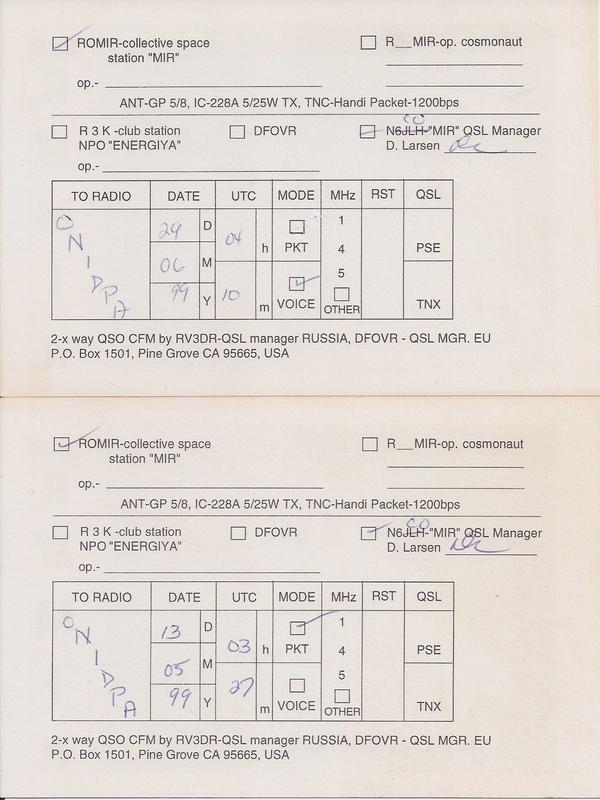 ROMIR-collective space
station "MIR"
R__MIR-op. cosmonaut
op.-
ANT-GP 5/8, IC-228A 5/25W TX, TNC-Handi Packet-1200bps
R 3 K -club station
NPO "ENERGIYA"
DFOVR
CO
N6JLH-"MIR" QSL Manager
D. Larsen
op.-
TO RADIO DATE UTC MODE MHz RST QSL
ONIDPA
29 D
06 M
99 Y
04 h
10 m
PKT
VOICE
1
4
5
OTHER
PSE
TNX
2-x way QSO CFM by RV3DR-QSL manager RUSSIA, DFOVR - QSL MGR. EU
P.O. Box 1501, Pine Grove CA 95665, USA
ROMIR-collective space
station "MIR"
R__MIR-op. cosmonaut
op.-
ANT-GP 5/8, IC-228A 5/25W TX, TNC-Handi Packet-1200bps
R 3 K -club station
NPO "ENERGIYA"
DFOVR
CO
N6JLH-"MIR" QSL Manager
D. Larsen
op.-
TO RADIO DATE UTC MODE MHz RST QSL
ONIDPA
13 D
05 M
99 Y
03 h
27 m
PKT
VOICE
1
4
5
OTHER
PSE
TNX
2-x way QSO CFM by RV3DR-QSL manager RUSSIA, DFOVR - QSL MGR. EU
P.O. Box 1501, Pine Grove CA 95665, USA